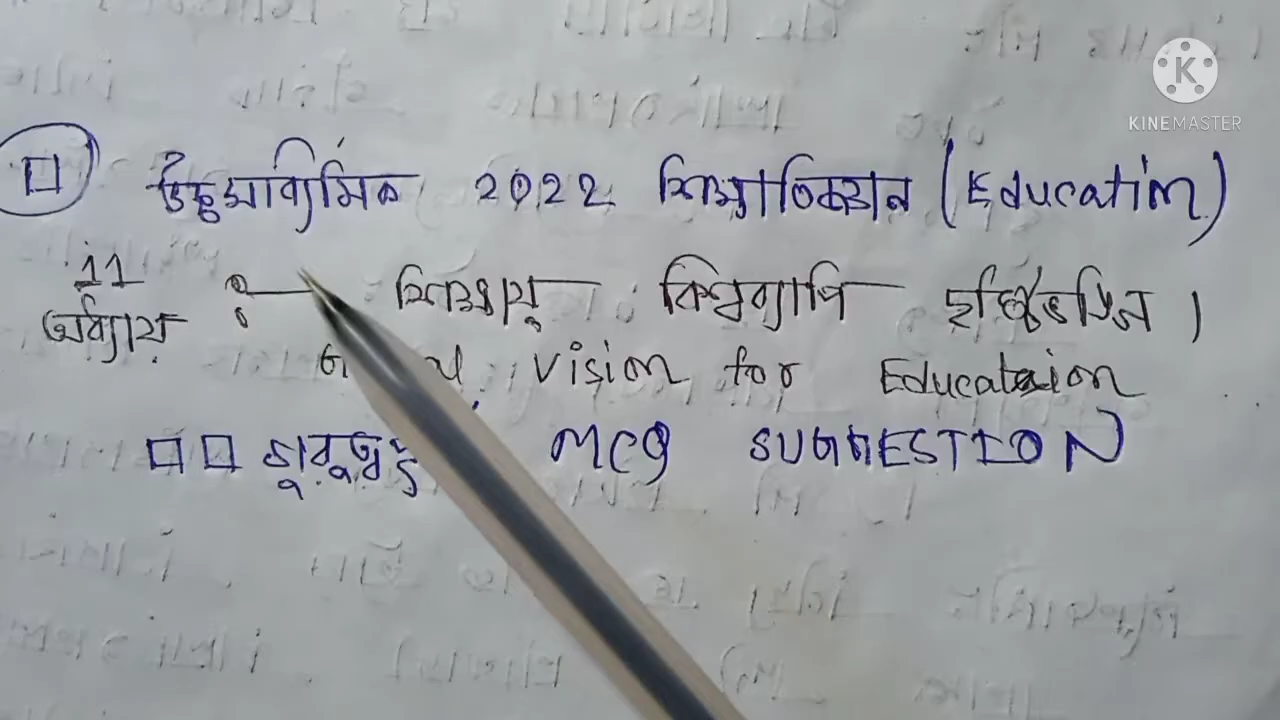 KINEMASTER
উচ্চমাধ্যমিক 2022 শিক্ষাবিজ্ঞান (Education)
11 অধ্যায় :- শিক্ষায় বিশ্বব্যাপি দৃষ্টিভঙ্গি ।
Vision for Education
□□ MCQ SUGGESTION